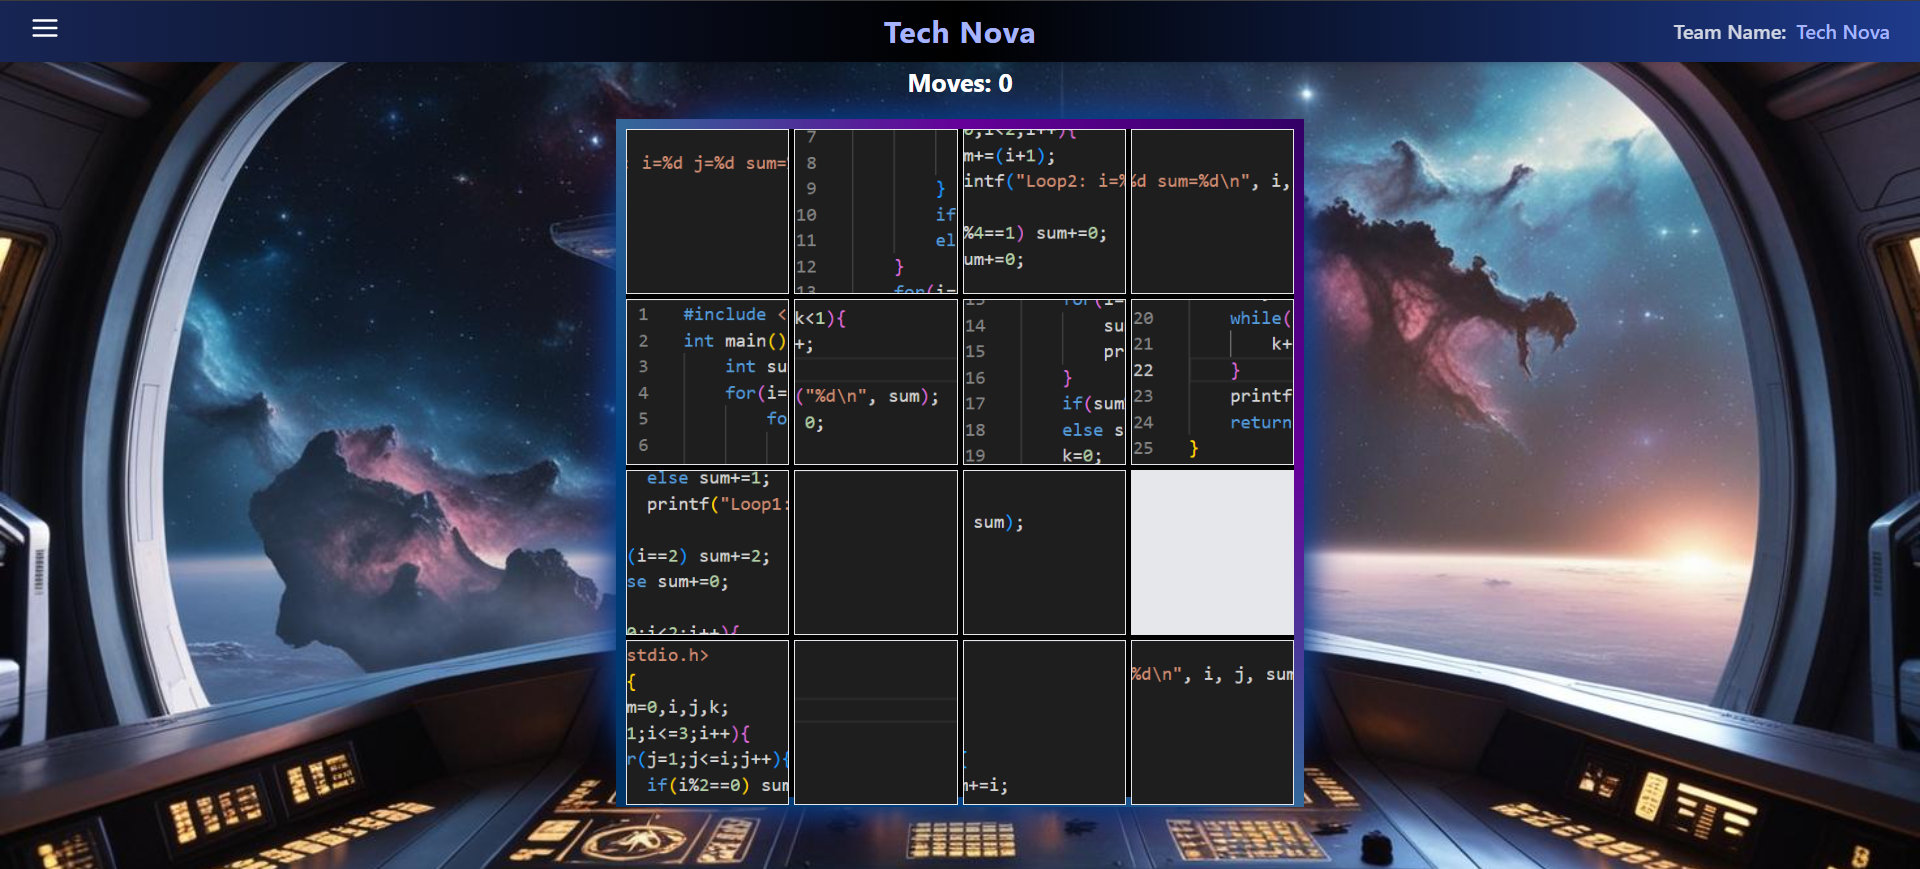 Tech Nova
Team Name: Tech Nova
Moves: 0
: i=%d j=%d sum=%
7
8
9 }
10 if
11 el
12 }
13 for(i=
0;i<2;i++){
m+=(i+1);
intf("Loop2: i=%
%4==1) sum+=0;
um+=0;
%d sum=%d\n", i,
1 #include <
2 int main()
3 int su
4 for(i=
5 fo
6
k<1){
+;
("%d\n", sum);
0;
13 for(i=
14 su
15 pr
16 }
17 if(sum
18 else s
19 k=0;
20 while(
21 k+
22 }
23 printf
24 return
25 }
else sum+=1;
printf("Loop1:
(i==2) sum+=2;
se sum+=0;
0;i<2;i++){
sum);
stdio.h>
{
m=0,i,j,k;
1;i<=3;i++){
r(j=1;j<=i;j++){
if(i%2==0) sum
{
m+=i;
%d\n", i, j, sum